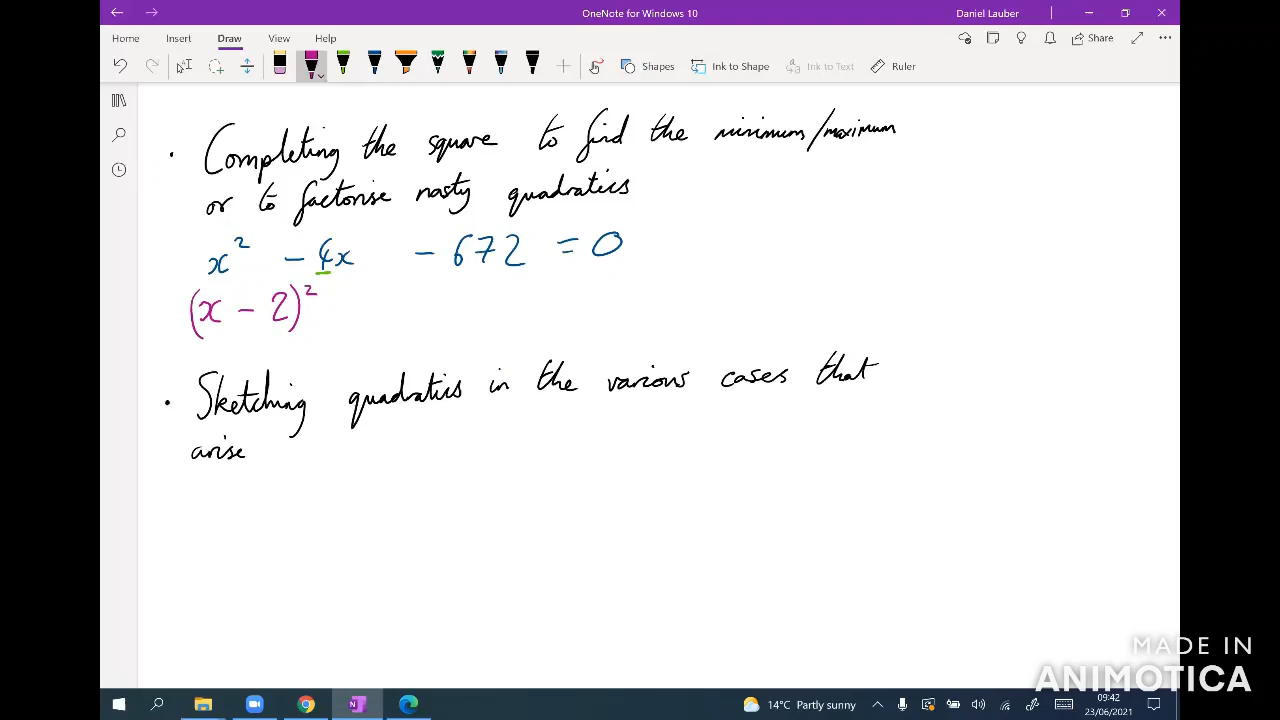 OneNote for Windows 10
Daniel Lauber
Home Insert Draw View Help
Share
Shapes Ink to Shape Ink to Text Ruler
· Completing the square to find the minimum/maximum
or to factorise nasty quadratics
x² - 4x - 672 = 0
(x - 2)²
· Sketching quadratics in the various cases that
arise
MADE IN
ANIMOTICA
14°C Partly sunny
09:42
23/06/2021